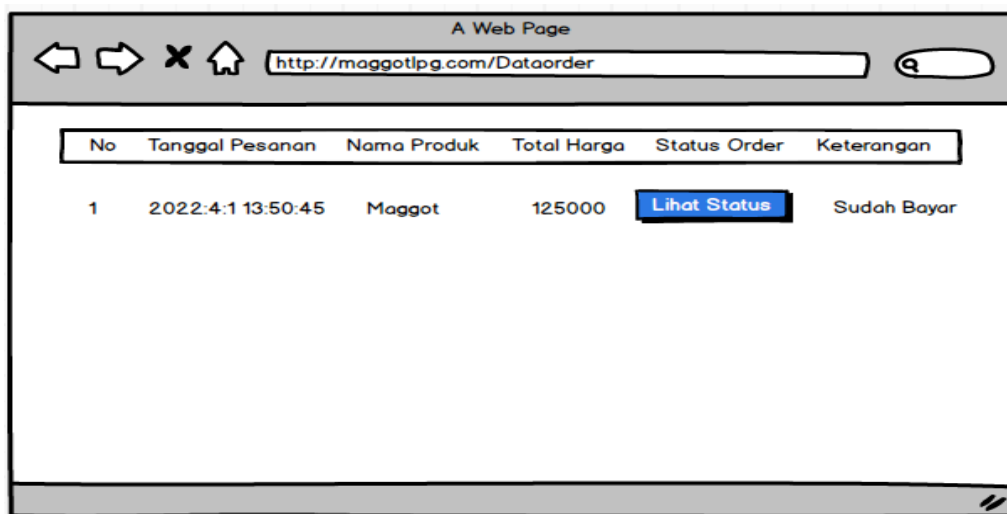 A Web Page
http://maggotlpg.com/Dataorder
No Tanggal Pesanan Nama Produk Total Harga Status Order Keterangan
1 2022:4:1 13:50:45 Maggot 125000 Lihat Status Sudah Bayar